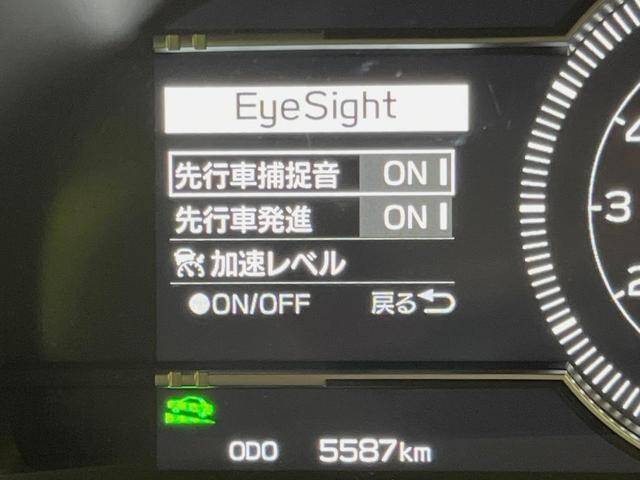 EyeSight
先行車捕捉音 ON
先行車発進 ON
加速レベル
ON/OFF 戻る
3
ODO 5587km